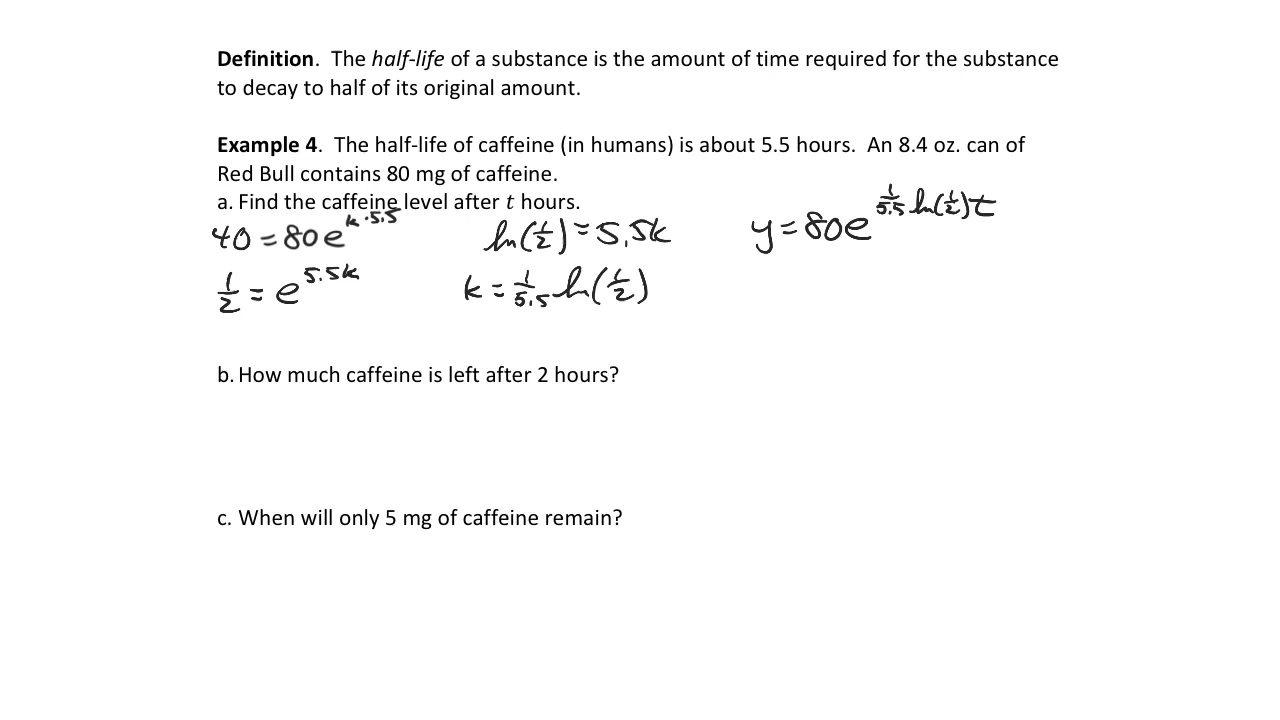 Definition. The half-life of a substance is the amount of time required for the substance
to decay to half of its original amount.
Example 4. The half-life of caffeine (in humans) is about 5.5 hours. An 8.4 oz. can of
Red Bull contains 80 mg of caffeine.
a. Find the caffeine level after t hours.
40 = 80e^{k·5.5}
1/2 = e^{5.5k}
ln(1/2) = 5.5k
k = 1/5.5 ln(1/2)
y = 80e^{1/5.5 ln(1/2)t}
b. How much caffeine is left after 2 hours?
c. When will only 5 mg of caffeine remain?